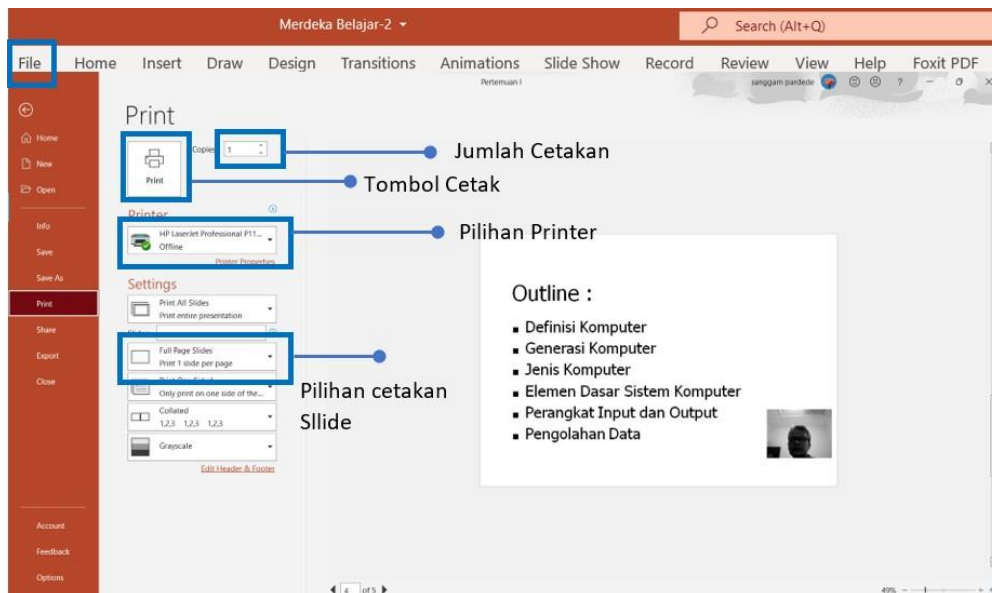 Merdeka Belajar-2
Search (Alt+Q)
File Home Insert Draw Design Transitions Animations Slide Show Record Review View Help Foxit PDF
Pertemuan I
sanggam pardede
?
Print
Home
New
Open
Info
Save
Save As
Print
Share
Export
Close
Account
Feedback
Options
Copies: 1
Print
Printer
HP LaserJet Professional P11...
Offline
Printer Properties
Settings
Print All Slides
Print entire presentation
Full Page Slides
Print 1 slide per page
Print One Sided
Only print on one side of the...
Collated
1,2,3 1,2,3 1,2,3
Grayscale
Edit Header & Footer
Jumlah Cetakan
Tombol Cetak
Pilihan Printer
Pilihan cetakan
Sllide
Outline :
Definisi Komputer
Generasi Komputer
Jenis Komputer
Elemen Dasar Sistem Komputer
Perangkat Input dan Output
Pengolahan Data
4 of 5
49%